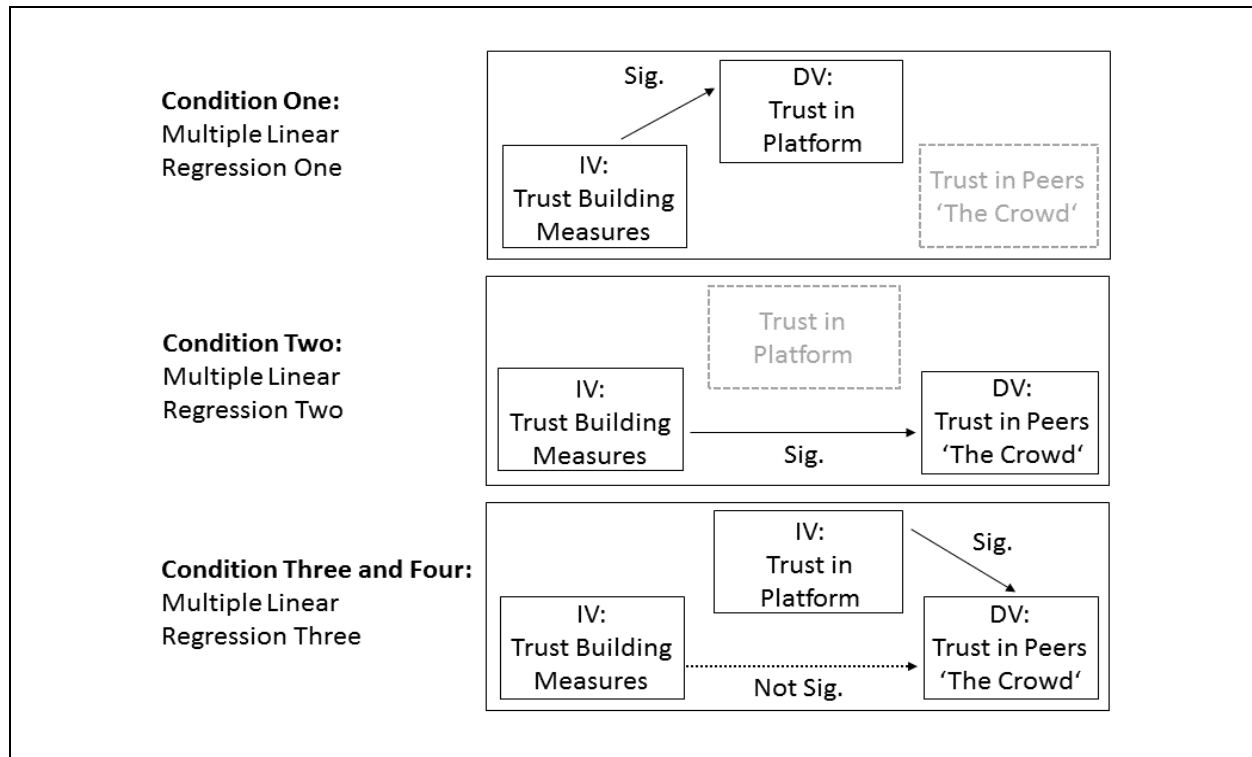 Condition One:
Multiple Linear
Regression One
Sig.
DV:
Trust in
Platform
IV:
Trust Building
Measures
Trust in Peers
‘The Crowd‘
Condition Two:
Multiple Linear
Regression Two
Trust in
Platform
IV:
Trust Building
Measures
Sig.
DV:
Trust in Peers
‘The Crowd‘
Condition Three and Four:
Multiple Linear
Regression Three
IV:
Trust in
Platform
Sig.
IV:
Trust Building
Measures
Not Sig.
DV:
Trust in Peers
‘The Crowd‘